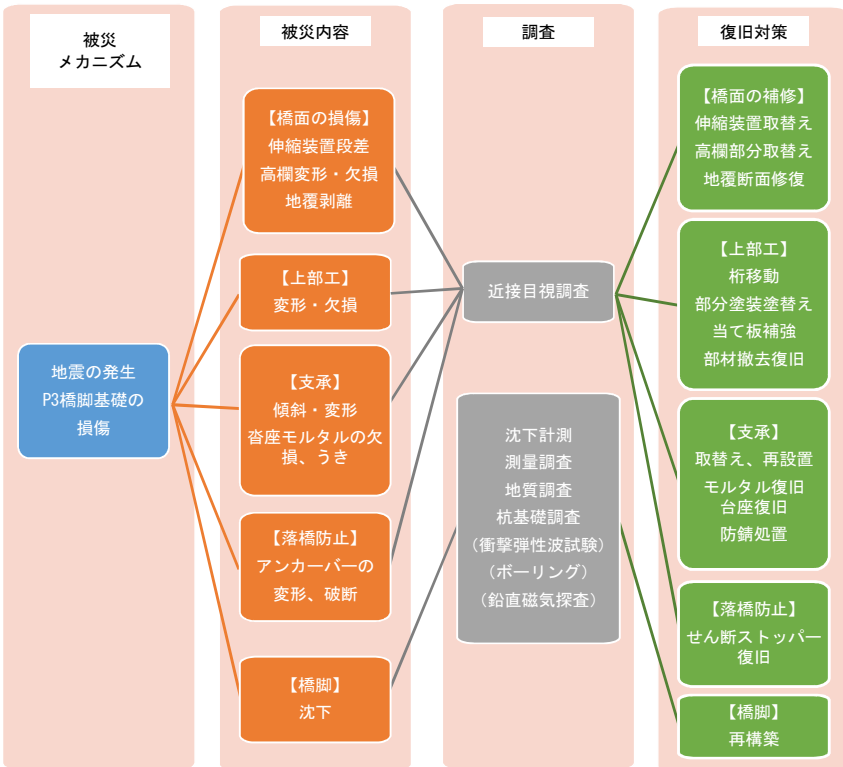 被災
メカニズム
地震の発生
P3橋脚基礎の
損傷
被災内容
【橋面の損傷】
伸縮装置段差
高欄変形・欠損
地覆剥離
【上部工】
変形・欠損
【支承】
傾斜・変形
沓座モルタルの欠
損、うき
【落橋防止】
アンカーバーの
変形、破断
【橋脚】
沈下
調査
近接目視調査
沈下計測
測量調査
地質調査
杭基礎調査
（衝撃弾性波試験）
（ボーリング）
（鉛直磁気探査）
復旧対策
【橋面の補修】
伸縮装置取替え
高欄部分取替え
地覆断面修復
【上部工】
桁移動
部分塗装塗替え
当て板補強
部材撤去復旧
【支承】
取替え、再設置
モルタル復旧
台座復旧
防錆処置
【落橋防止】
せん断ストッパー
復旧
【橋脚】
再構築